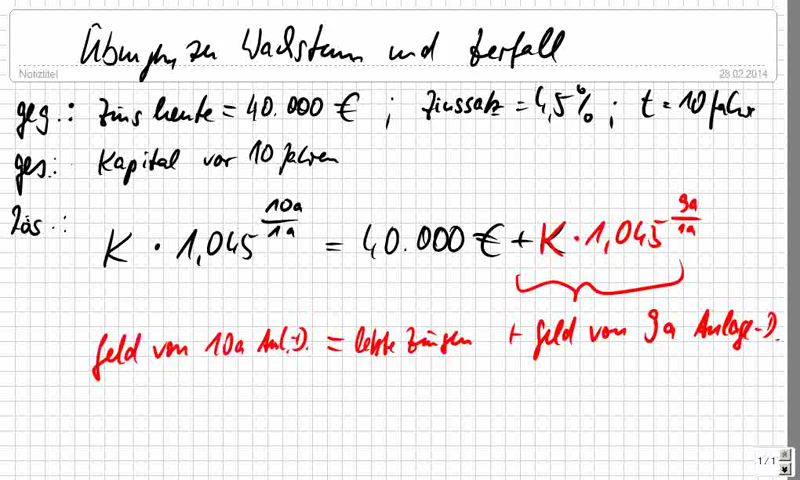 Übungen zu Wachstum und Zerfall
Notiztitel
28.02.2014
geg.: Zins heute = 40.000 € ; Zinssatz = 4,5% ; t = 10 Jahre
ges.: Kapital vor 10 Jahren
Lös.:
K · 1,045^(10a/1a) = 40.000 € + K · 1,045^(9a/1a)
Geld von 10a Anl.-D. = letzte Zinsen + Geld von 9a Anlage-D.
1/1